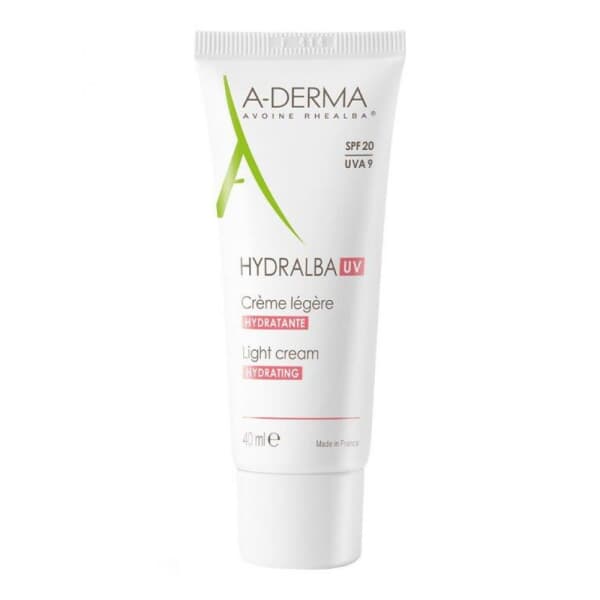 A-DERMA
AVOINE RHEALBA®
SPF 20
UVA 9
HYDRALBA UV
Crème légère
HYDRATANTE
Light cream
HYDRATING
40 ml e
Made in France